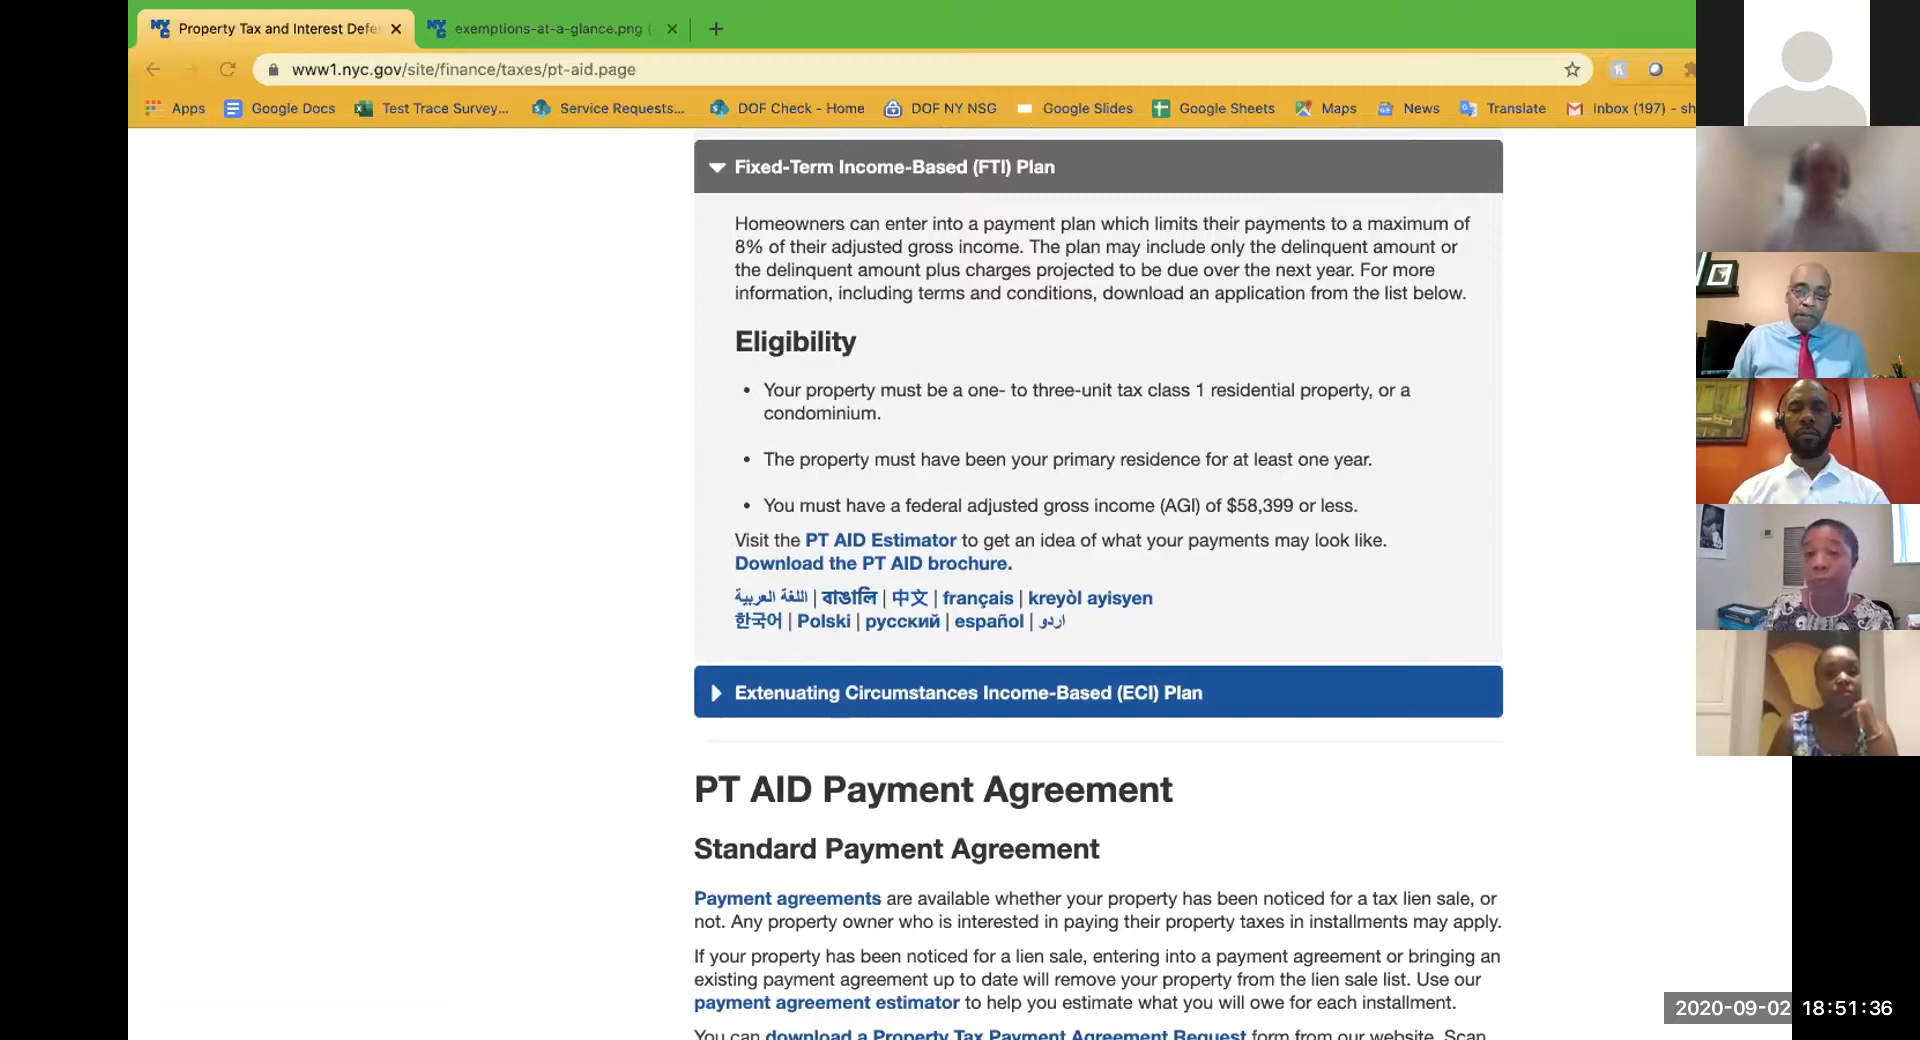 Property Tax and Interest Defe
exemptions-at-a-glance.png (
www1.nyc.gov/site/finance/taxes/pt-aid.page
Apps Google Docs Test Trace Survey... Service Requests... DOF Check - Home DOF NY NSG Google Slides Google Sheets Maps News Translate Inbox (197) - sh
Fixed-Term Income-Based (FTI) Plan
Homeowners can enter into a payment plan which limits their payments to a maximum of
8% of their adjusted gross income. The plan may include only the delinquent amount or
the delinquent amount plus charges projected to be due over the next year. For more
information, including terms and conditions, download an application from the list below.
Eligibility
• Your property must be a one- to three-unit tax class 1 residential property, or a
condominium.
• The property must have been your primary residence for at least one year.
• You must have a federal adjusted gross income (AGI) of $58,399 or less.
Visit the PT AID Estimator to get an idea of what your payments may look like.
Download the PT AID brochure.
اللغة العربية | বাঙালি | 中文 | français | kreyòl ayisyen
한국어 | Polski | русский | español | اردو
Extenuating Circumstances Income-Based (ECI) Plan
PT AID Payment Agreement
Standard Payment Agreement
Payment agreements are available whether your property has been noticed for a tax lien sale, or
not. Any property owner who is interested in paying their property taxes in installments may apply.
If your property has been noticed for a lien sale, entering into a payment agreement or bringing an
existing payment agreement up to date will remove your property from the lien sale list. Use our
payment agreement estimator to help you estimate what you will owe for each installment.
You can download a Property Tax Payment Agreement Request form from our website. Scan
2020-09-02 18:51:36